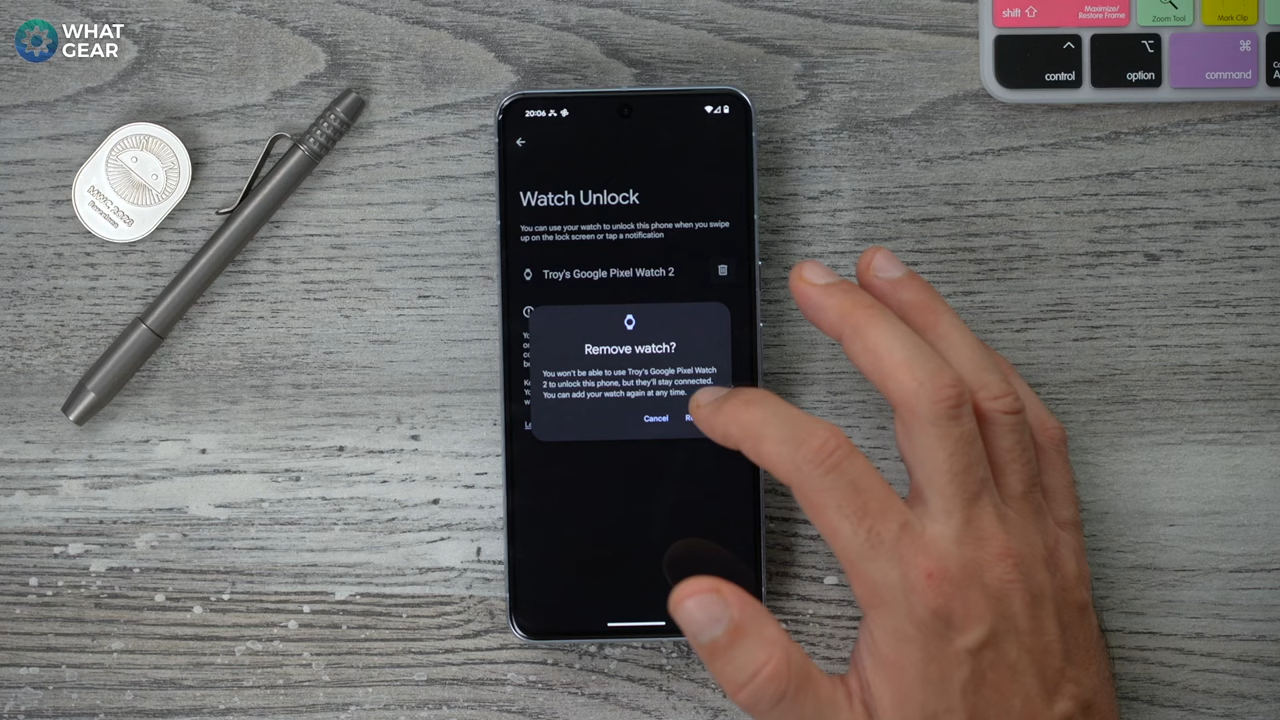 WHAT
GEAR
shift
Maximize/
Restore Frame
Zoom Tool
Mark Clip
control
option
command
MWC 2024
20:06
Watch Unlock
You can use your watch to unlock this phone when you swipe
up on the lock screen or tap a notification
Troy's Google Pixel Watch 2
Remove watch?
You won't be able to use Troy's Google Pixel Watch
2 to unlock this phone, but they'll stay connected.
You can add your watch again at any time.
Cancel